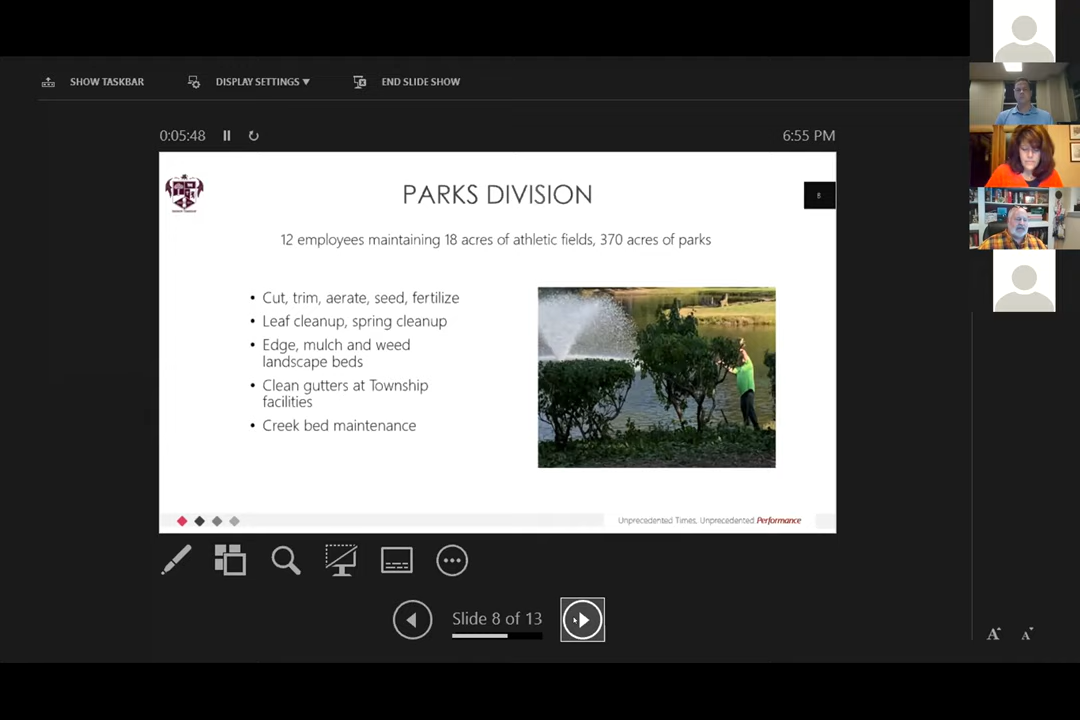 SHOW TASKBAR DISPLAY SETTINGS ▼ END SLIDE SHOW
0:05:48 6:55 PM
PARKS DIVISION
8
12 employees maintaining 18 acres of athletic fields, 370 acres of parks
• Cut, trim, aerate, seed, fertilize
• Leaf cleanup, spring cleanup
• Edge, mulch and weed
landscape beds
• Clean gutters at Township
facilities
• Creek bed maintenance
Unprecedented Times, Unprecedented Performance
Slide 8 of 13
A A